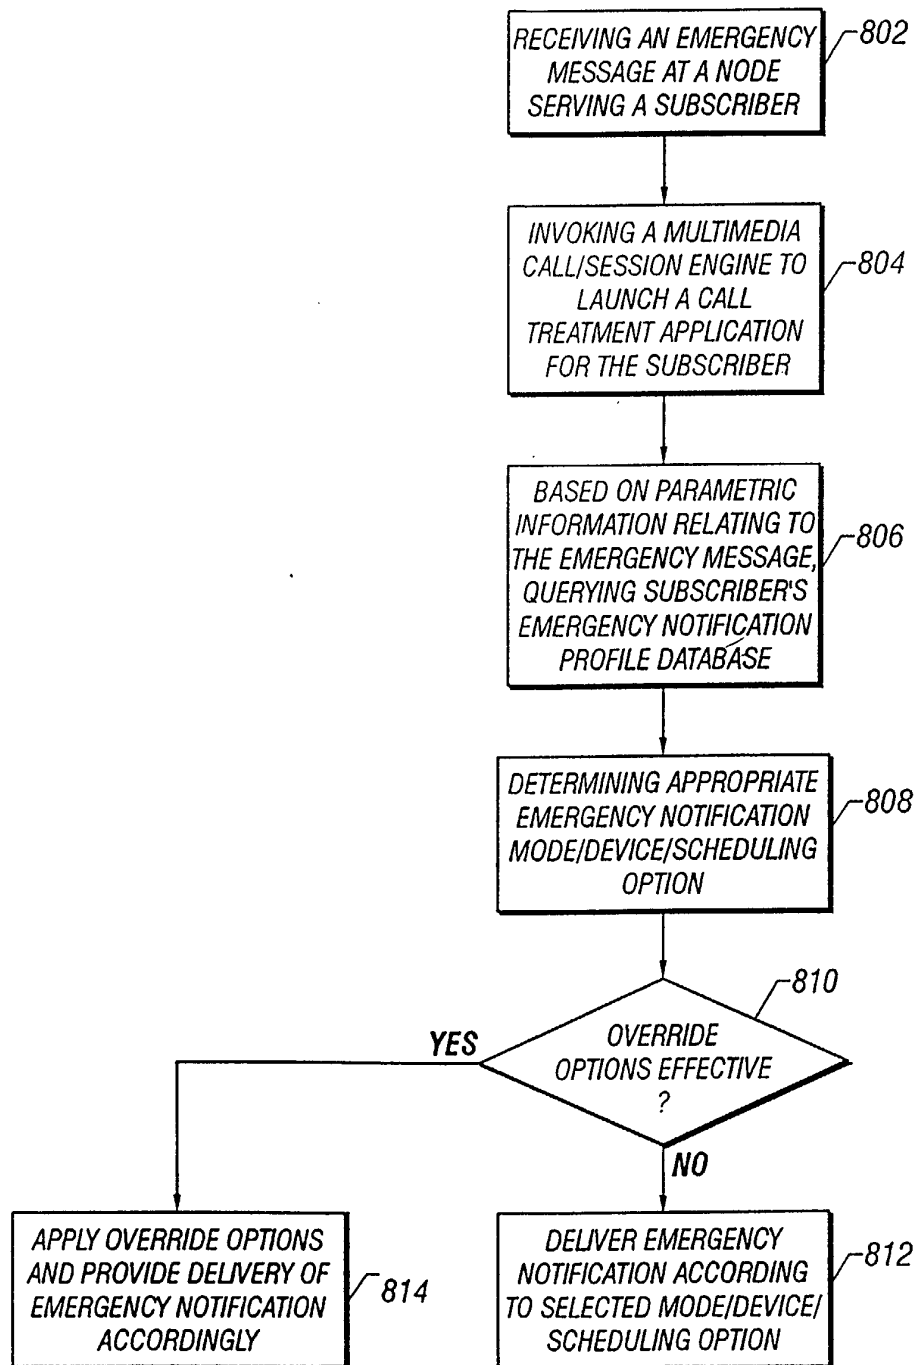 RECEIVING AN EMERGENCY
MESSAGE AT A NODE
SERVING A SUBSCRIBER
802
INVOKING A MULTIMEDIA
CALL/SESSION ENGINE TO
LAUNCH A CALL
TREATMENT APPLICATION
FOR THE SUBSCRIBER
804
BASED ON PARAMETRIC
INFORMATION RELATING TO
THE EMERGENCY MESSAGE,
QUERYING SUBSCRIBER'S
EMERGENCY NOTIFICATION
PROFILE DATABASE
806
DETERMINING APPROPRIATE
EMERGENCY NOTIFICATION
MODE/DEVICE/SCHEDULING
OPTION
808
810
OVERRIDE
OPTIONS EFFECTIVE
?
YES
NO
APPLY OVERRIDE OPTIONS
AND PROVIDE DELIVERY OF
EMERGENCY NOTIFICATION
ACCORDINGLY
814
DELIVER EMERGENCY
NOTIFICATION ACCORDING
TO SELECTED MODE/DEVICE/
SCHEDULING OPTION
812